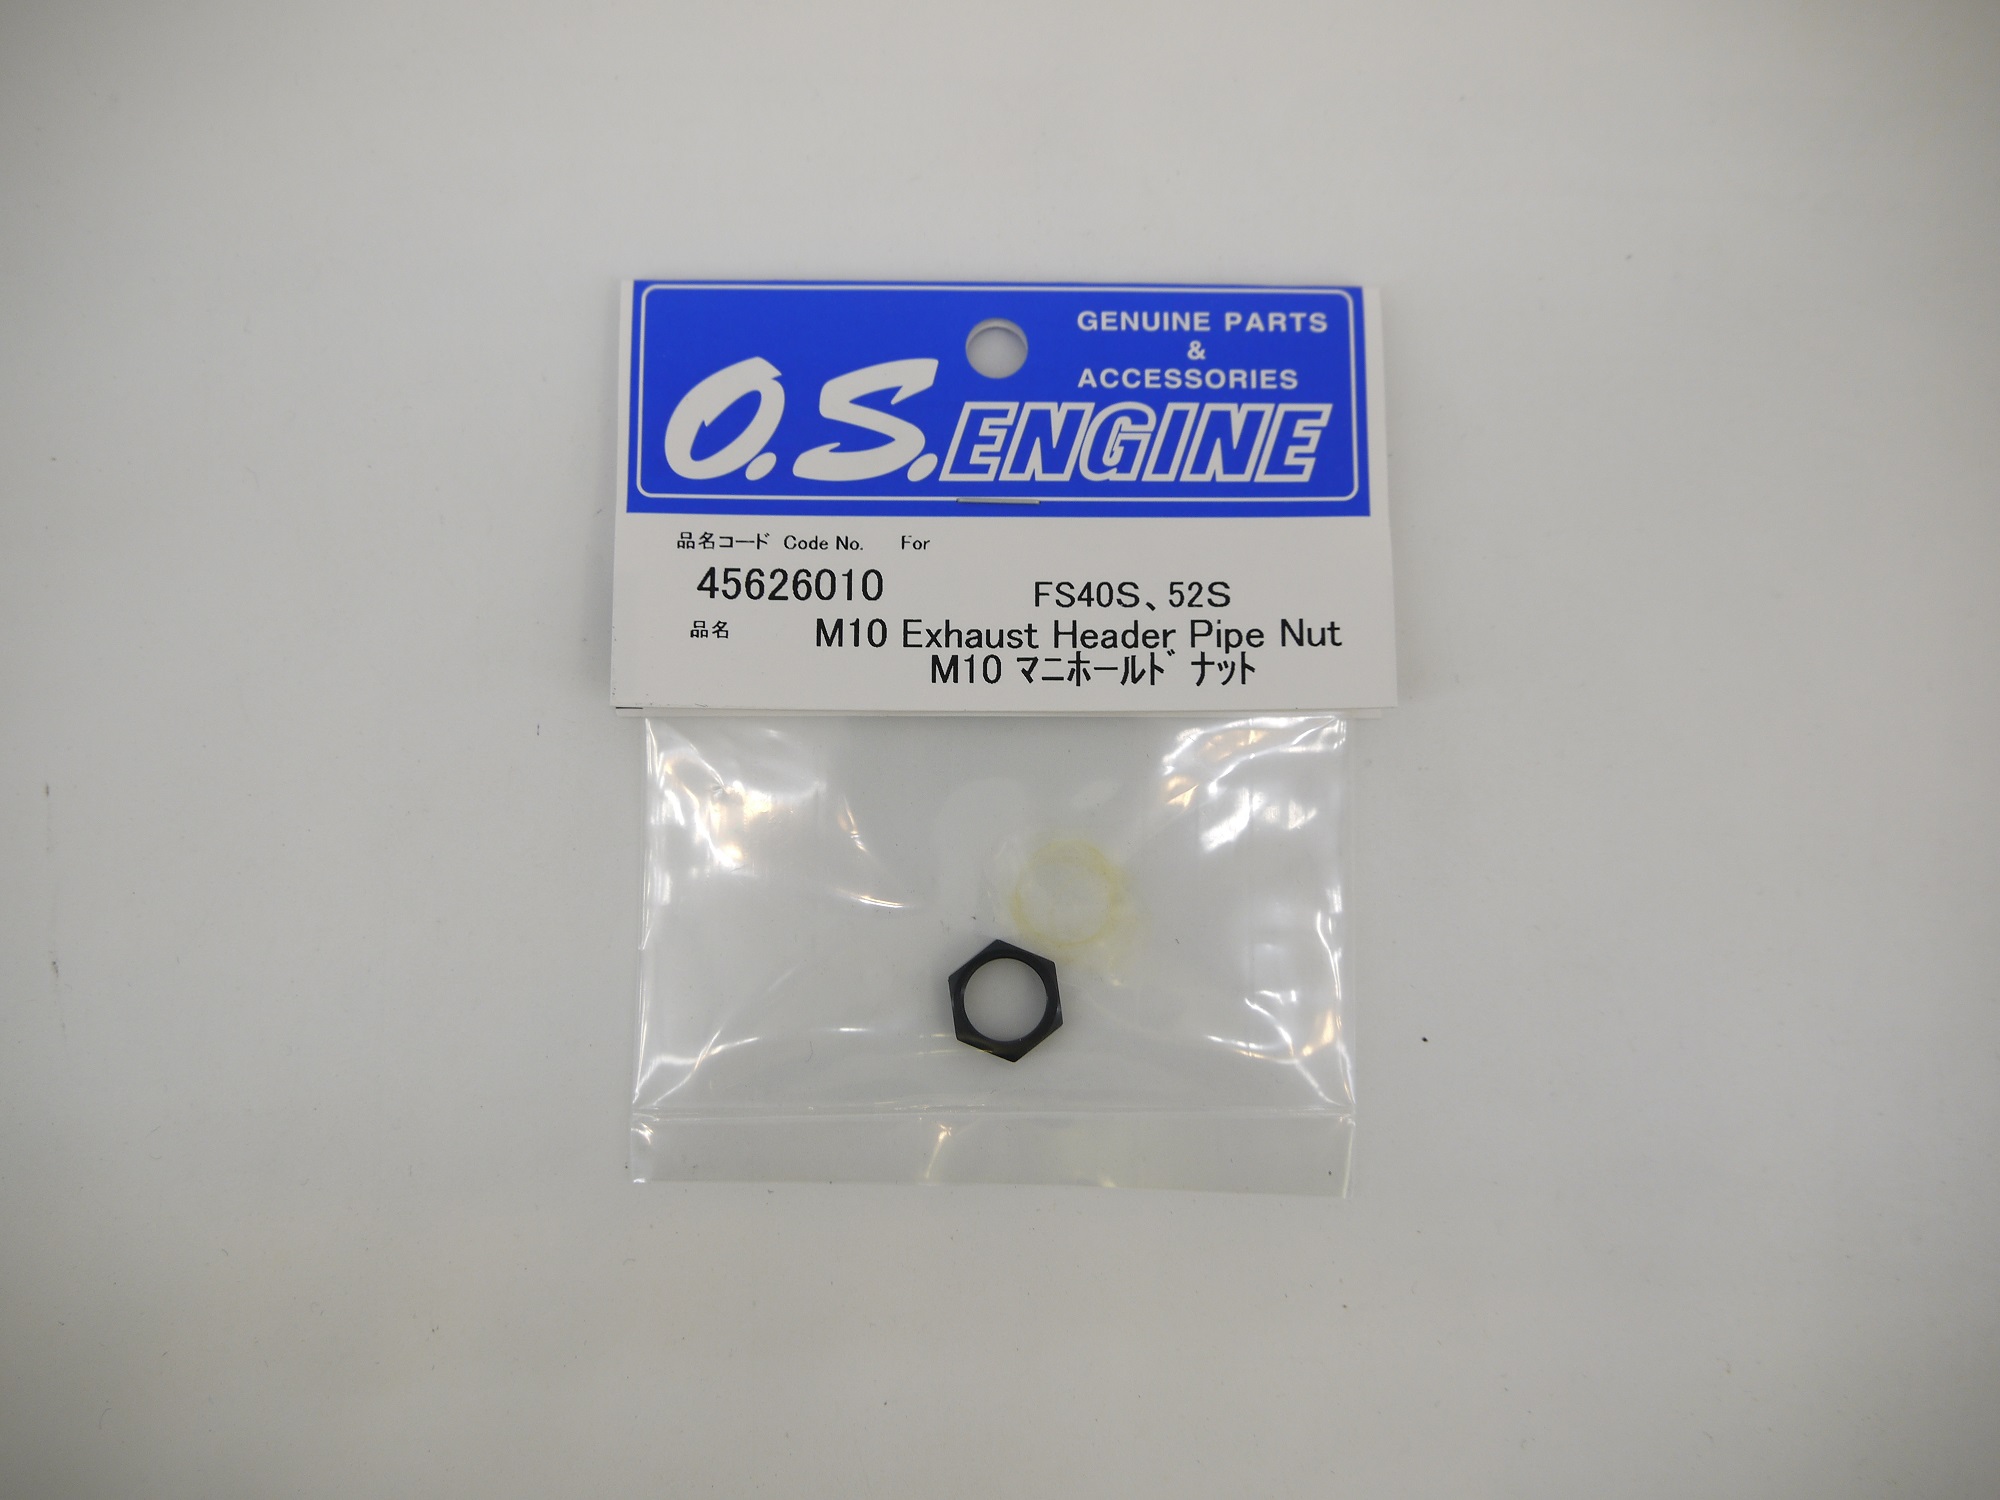 GENUINE PARTS
&
ACCESSORIES
O.S.ENGINE
品名コード Code No. For
45626010 FS40S、52S
品名 M10 Exhaust Header Pipe Nut
M10 マニホールド ナット